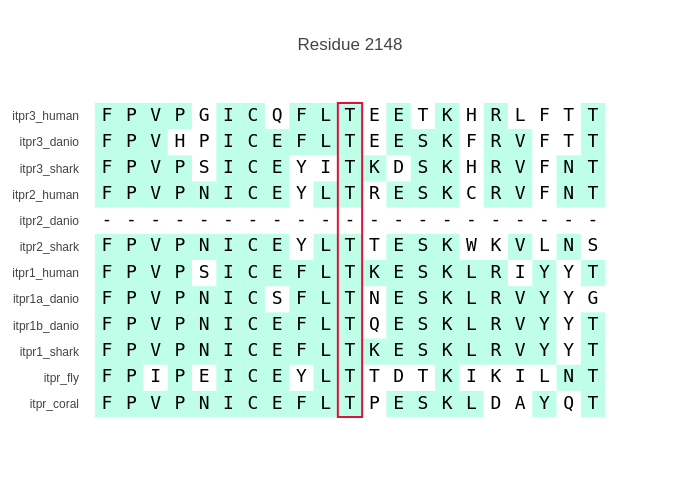 Residue 2148
itpr3_human F P V P G I C Q F L T E E T K H R L F T T
itpr3_danio F P V H P I C E F L T E E S K F R V F T T
itpr3_shark F P V P S I C E Y I T K D S K H R V F N T
itpr2_human F P V P N I C E Y L T R E S K C R V F N T
itpr2_danio - - - - - - - - - - - - - - - - - - - - -
itpr2_shark F P V P N I C E Y L T T E S K W K V L N S
itpr1_human F P V P S I C E F L T K E S K L R I Y Y T
itpr1a_danio F P V P N I C S F L T N E S K L R V Y Y G
itpr1b_danio F P V P N I C E F L T Q E S K L R V Y Y T
itpr1_shark F P V P N I C E F L T K E S K L R V Y Y T
itpr_fly F P I P E I C E Y L T T D T K I K I L N T
itpr_coral F P V P N I C E F L T P E S K L D A Y Q T